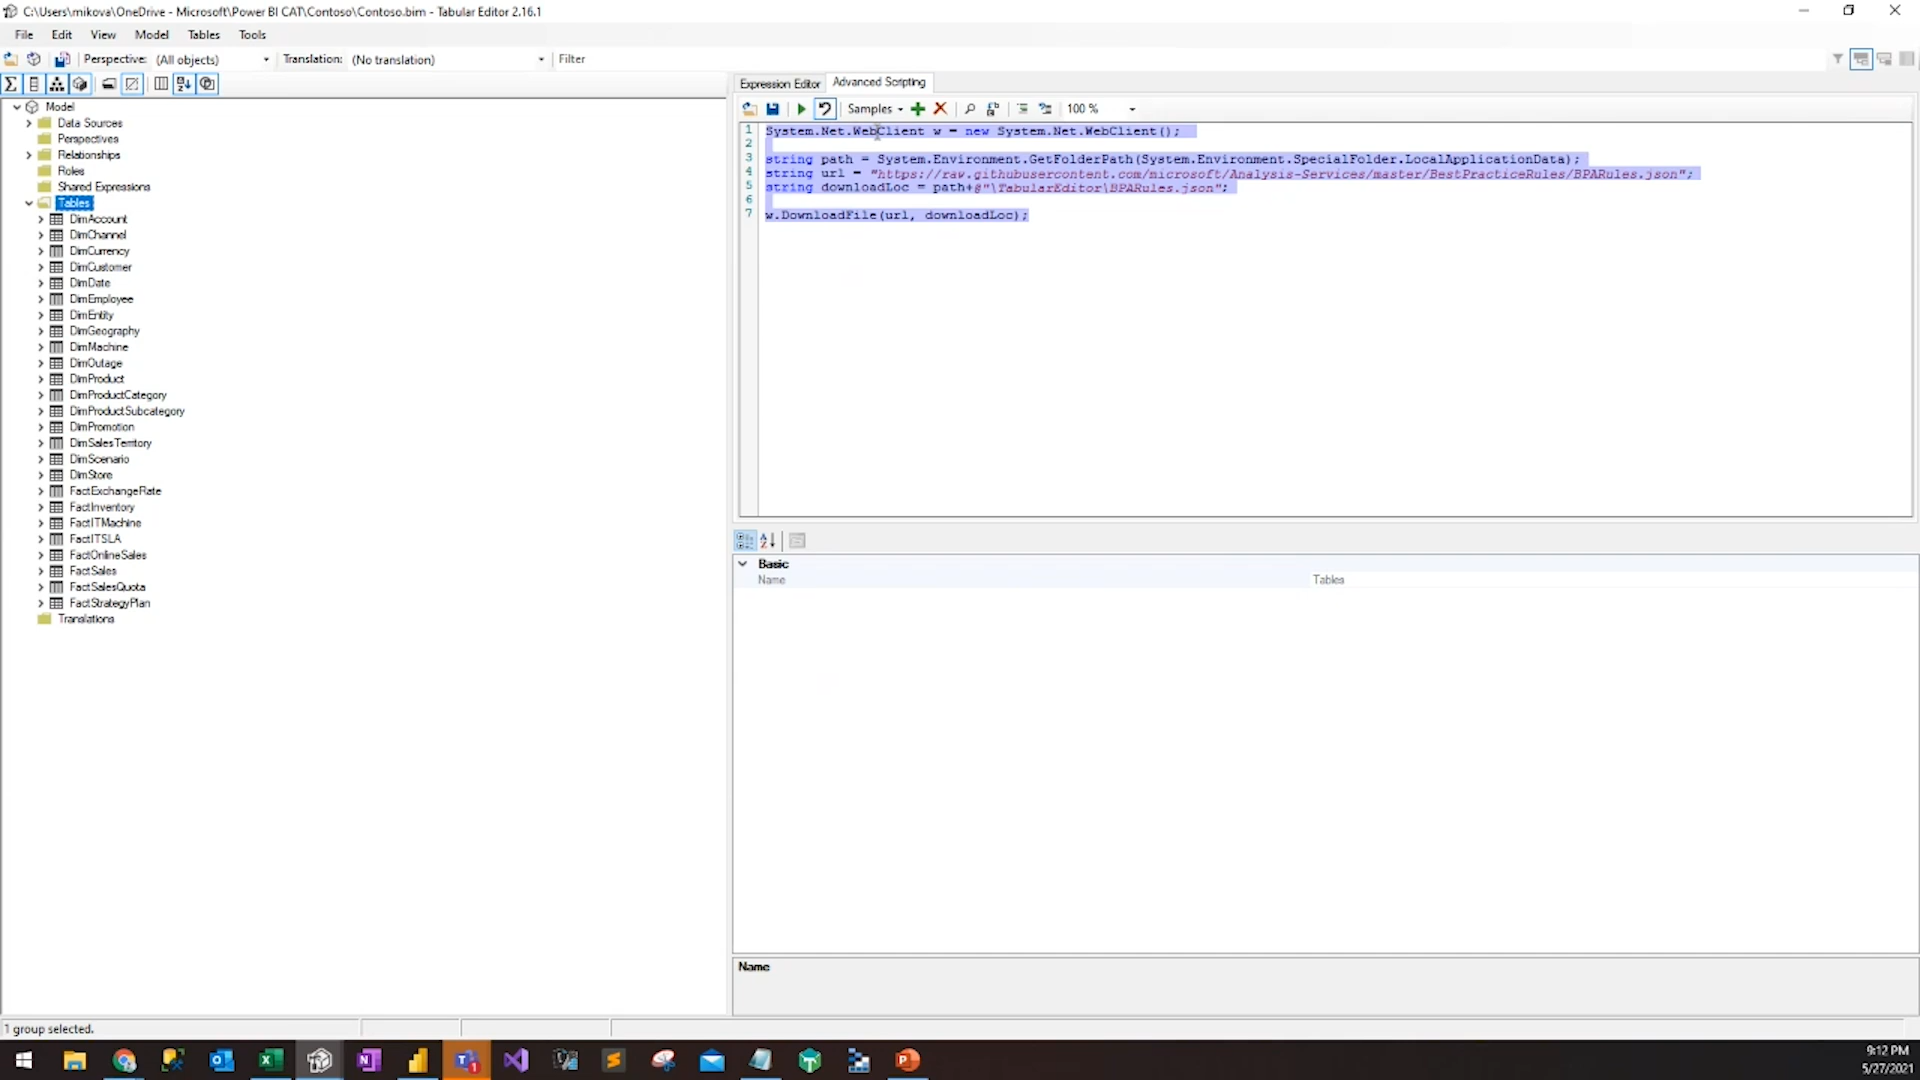 C:\Users\mikova\OneDrive - Microsoft\Power BI CAT\Contoso\Contoso.bim - Tabular Editor 2.16.1
File Edit View Model Tables Tools
Perspective: (All objects) Translation: (No translation) Filter
Model
Data Sources
Perspectives
Relationships
Roles
Shared Expressions
Tables
DimAccount
DimChannel
DimCurrency
DimCustomer
DimDate
DimEmployee
DimEntity
DimGeography
DimMachine
DimOutage
DimProduct
DimProductCategory
DimProductSubcategory
DimPromotion
DimSalesTerritory
DimScenario
DimStore
FactExchangeRate
FactInventory
FactITMachine
FactITSLA
FactOnlineSales
FactSales
FactSalesQuota
FactStrategyPlan
Translations
Expression Editor Advanced Scripting
Samples 100 %
1 System.Net.WebClient w = new System.Net.WebClient();
2
3 string path = System.Environment.GetFolderPath(System.Environment.SpecialFolder.LocalApplicationData);
4 string url = "https://raw.githubusercontent.com/microsoft/Analysis-Services/master/BestPracticeRules/BPARules.json";
5 string downloadLoc = path+@"\TabularEditor\BPARules.json";
6
7 w.DownloadFile(url, downloadLoc);
Basic
Name Tables
Name
1 group selected.
9:12 PM
5/27/2021